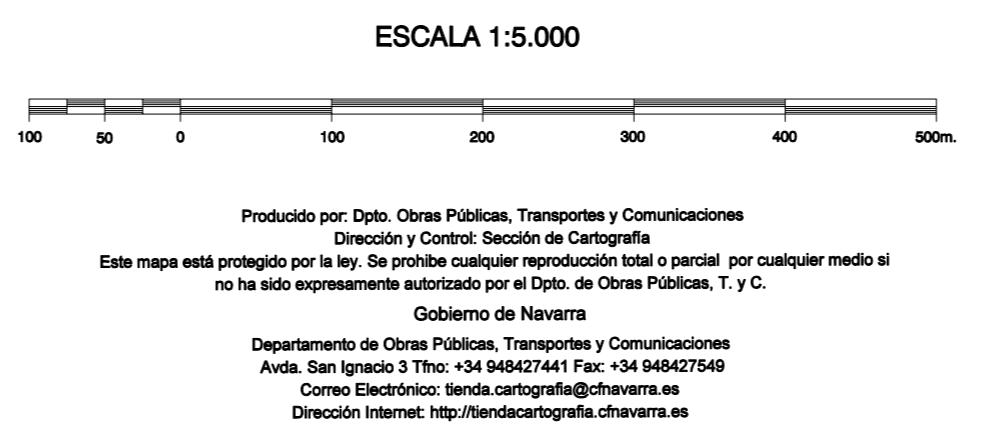 ESCALA 1:5.000
100 50 0 100 200 300 400 500m.
Producido por: Dpto. Obras Públicas, Transportes y Comunicaciones
Dirección y Control: Sección de Cartografía
Este mapa está protegido por la ley. Se prohibe cualquier reproducción total o parcial por cualquier medio si
no ha sido expresamente autorizado por el Dpto. de Obras Públicas, T. y C.
Gobierno de Navarra
Departamento de Obras Públicas, Transportes y Comunicaciones
Avda. San Ignacio 3 Tfno: +34 948427441 Fax: +34 948427549
Correo Electrónico: tienda.cartografia@cfnavarra.es
Dirección Internet: http://tiendacartografia.cfnavarra.es